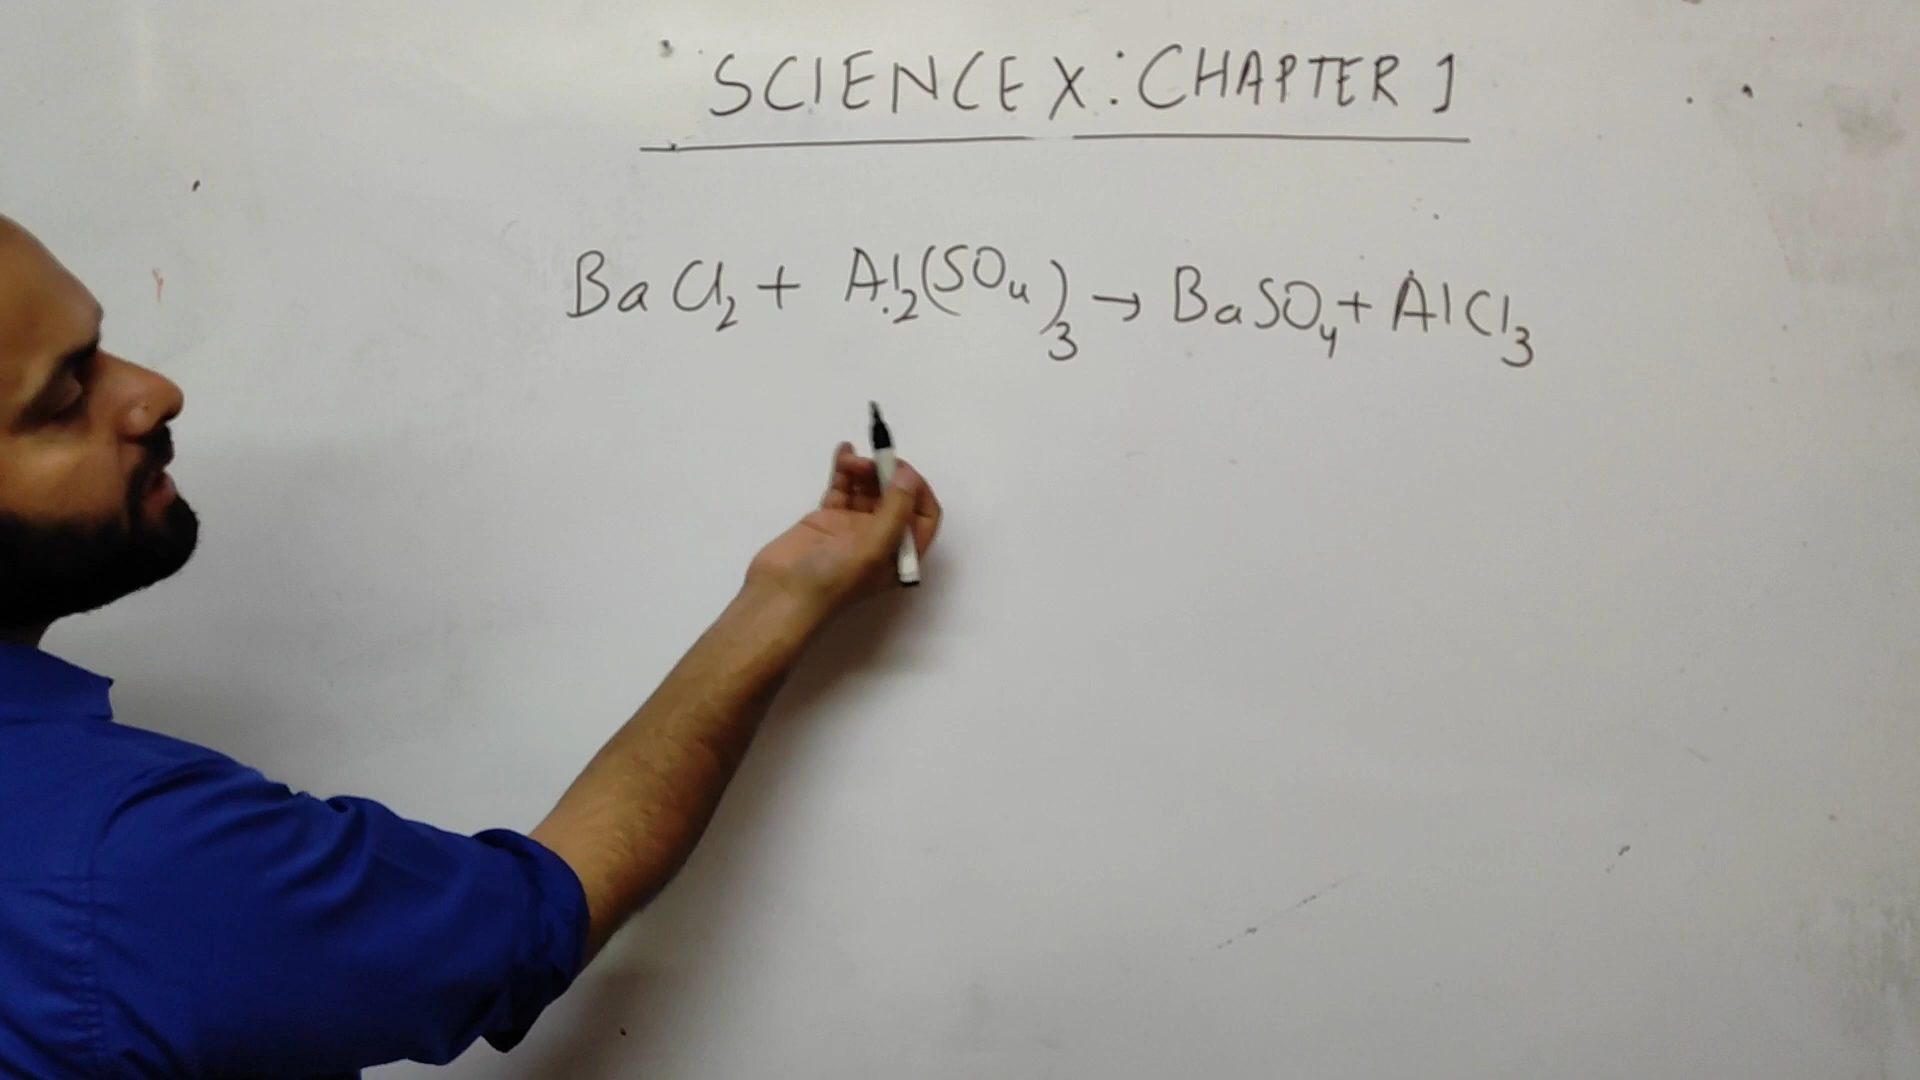 SCIENCE X: CHAPTER 1
BaCl2 + Al2(SO4)3 → BaSO4 + AlCl3